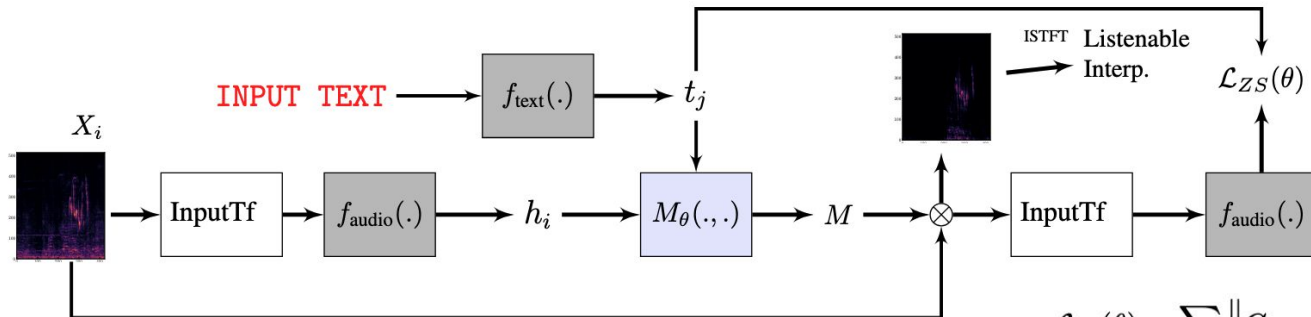 ISTFT Listenable
Interp.
INPUT TEXT
f_text(.)
t_j
L_ZS(θ)
X_i
InputTf
f_audio(.)
h_i
M_θ(.,.)
M
⊗
InputTf
f_audio(.)